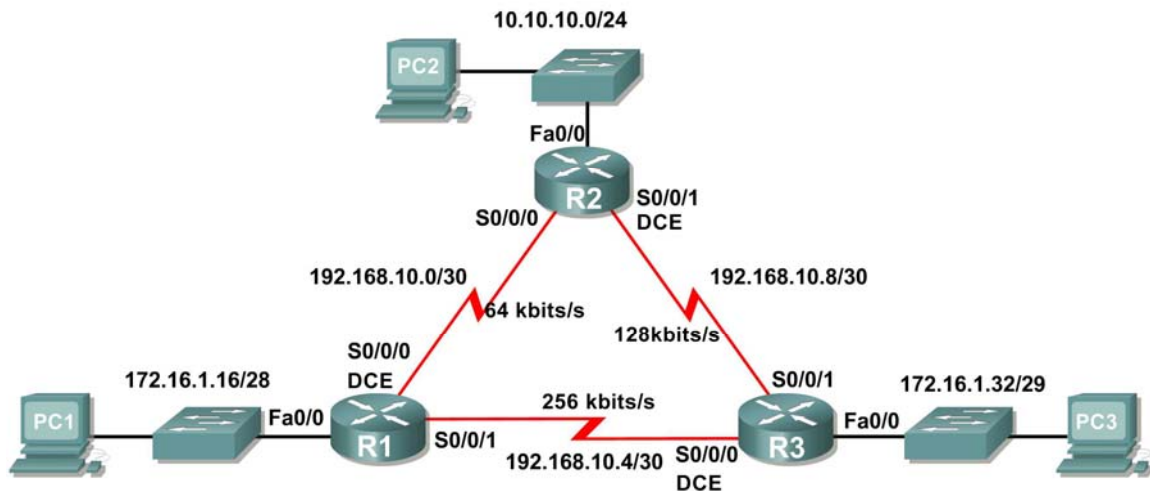 10.10.10.0/24
PC2
Fa0/0
R2
S0/0/0
S0/0/1
DCE
192.168.10.0/30
192.168.10.8/30
64 kbits/s
128kbits/s
S0/0/0
DCE
S0/0/1
172.16.1.16/28
256 kbits/s
172.16.1.32/29
PC1
Fa0/0
R1
S0/0/1
192.168.10.4/30
S0/0/0
DCE
R3
Fa0/0
PC3